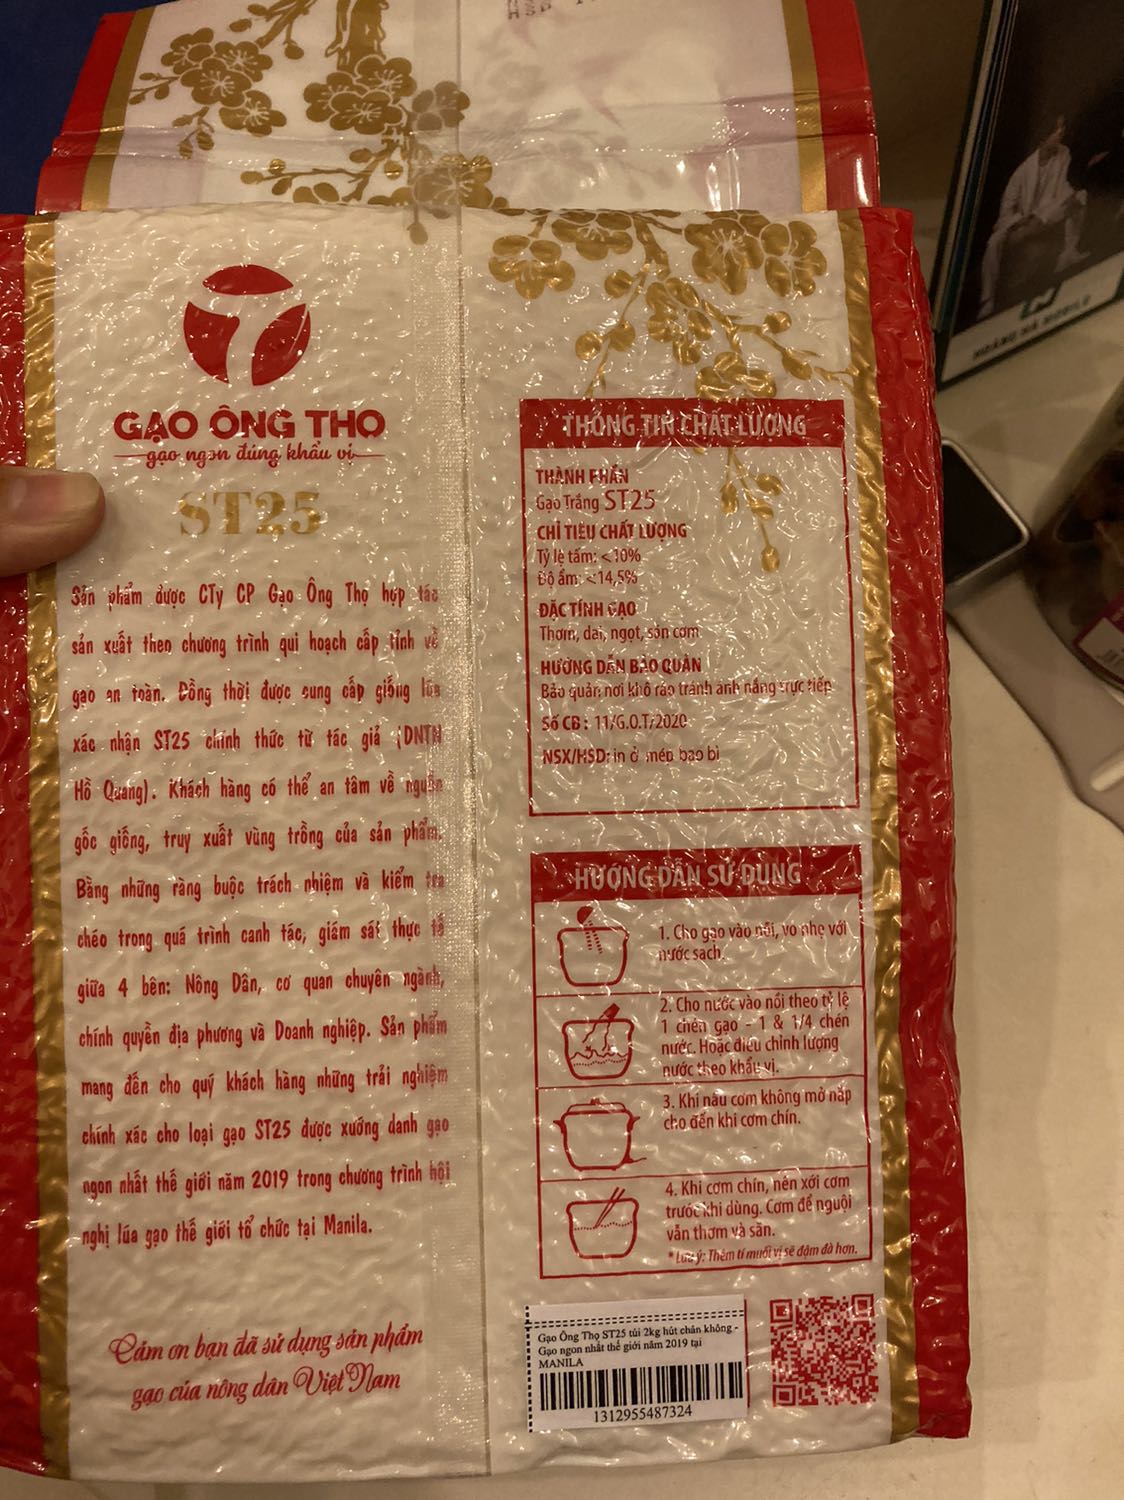 HSD
GẠO ÔNG THỌ
gạo ngon đúng khẩu vị
ST25
Sản phẩm được CTy CP Gạo Ông Thọ hợp tác
sản xuất theo chương trình qui hoạch cấp tỉnh về
gạo an toàn. Đồng thời được cung cấp giống lúa
xác nhận ST25 chính thức từ tác giả (DNTN
Hồ Quang). Khách hàng có thể an tâm về nguồn
gốc giống, truy xuất vùng trồng của sản phẩm.
Bằng những ràng buộc trách nhiệm và kiểm tra
chéo trong quá trình canh tác, giám sát thực tế
giữa 4 bên: Nông Dân, cơ quan chuyên ngành,
chính quyền địa phương và Doanh nghiệp. Sản phẩm
mang đến cho quý khách hàng những trải nghiệm
chính xác cho loại gạo ST25 được xướng danh gạo
ngon nhất thế giới năm 2019 trong chương trình hội
nghị lúa gạo thế giới tổ chức tại Manila.
Cảm ơn bạn đã sử dụng sản phẩm
gạo của nông dân Việt Nam
THÔNG TIN CHẤT LƯỢNG
THÀNH PHẦN
Gạo Trắng ST25
CHỈ TIÊU CHẤT LƯỢNG
Tỷ lệ tấm: <10%
Độ ẩm: <14,5%
ĐẶC TÍNH GẠO
Thơm, dai, ngọt, săn cơm
HƯỚNG DẪN BẢO QUẢN
Bảo quản nơi khô ráo tránh ánh nắng trực tiếp
Số CB : 11/G.O.T/2020
NSX/HSD: in ở mép bao bì
HƯỚNG DẪN SỬ DỤNG
1. Cho gạo vào nồi, vo nhẹ với
nước sạch.
2. Cho nước vào nồi theo tỷ lệ
1 chén gạo - 1 & 1/4 chén
nước. Hoặc điều chỉnh lượng
nước theo khẩu vị.
3. Khi nấu cơm không mở nắp
cho đến khi cơm chín.
4. Khi cơm chín, nên xới cơm
trước khi dùng. Cơm để nguội
vẫn thơm và săn.
* Lưu ý: Thêm tí muối vị sẽ đậm đà hơn.
Gạo Ông Thọ ST25 túi 2kg hút chân không -
Gạo ngon nhất thế giới năm 2019 tại
MANILA
1312955487324
HOÀNG HÀ MOBILE